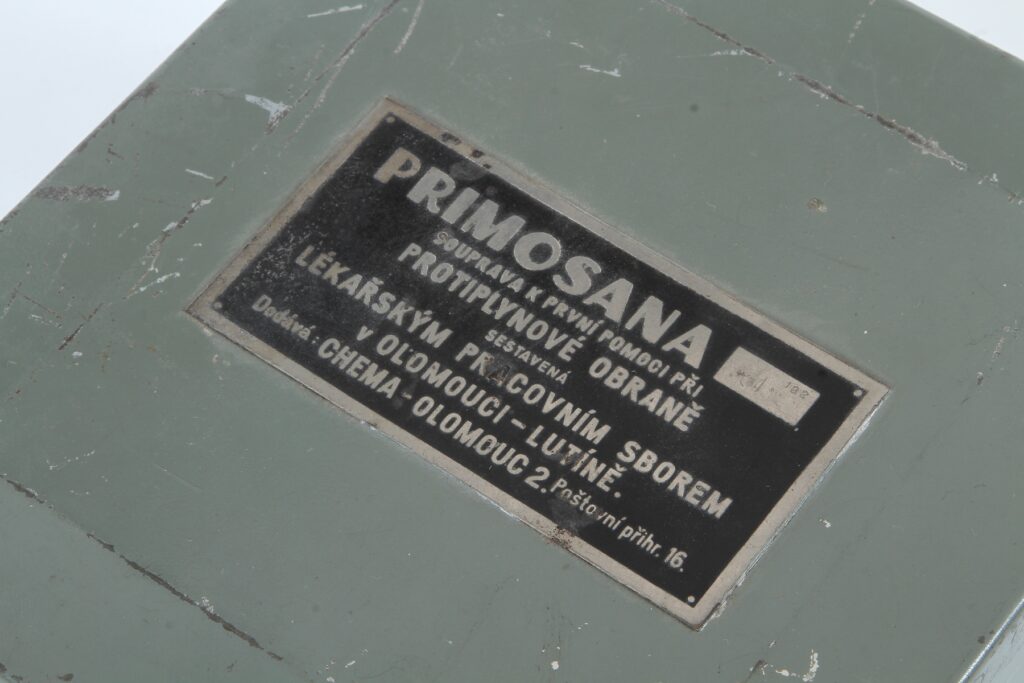 PRIMOSANA
SOUPRAVA K PRVNÍ POMOCI PŘI
PROTIPLYNOVÉ OBRANĚ
SESTAVENÁ
LÉKAŘSKÝM PRACOVNÍM SBOREM
v OLOMOUCI - LUTÍNĚ.
Dodává: CHEMA - OLOMOUC 2. Poštovní přihr. 16.